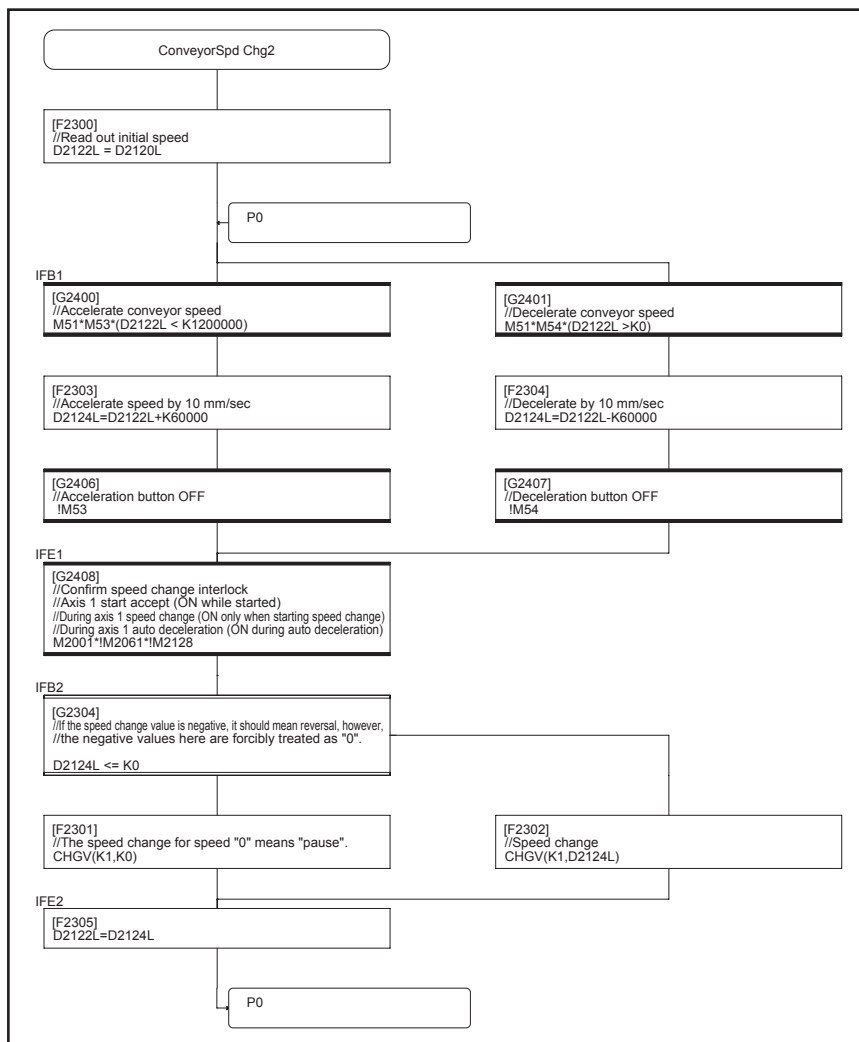 ConveyorSpd Chg2
[F2300]
//Read out initial speed
D2122L = D2120L
P0
IFB1
[G2400]
//Accelerate conveyor speed
M51*M53*(D2122L < K1200000)
[G2401]
//Decelerate conveyor speed
M51*M54*(D2122L >K0)
[F2303]
//Accelerate speed by 10 mm/sec
D2124L=D2122L+K60000
[F2304]
//Decelerate by 10 mm/sec
D2124L=D2122L-K60000
[G2406]
//Acceleration button OFF
!M53
[G2407]
//Deceleration button OFF
!M54
IFE1
[G2408]
//Confirm speed change interlock
//Axis 1 start accept (ON while started)
//During axis 1 speed change (ON only when starting speed change)
//During axis 1 auto deceleration (ON during auto deceleration)
M2001*!M2061*!M2128
IFB2
[G2304]
//If the speed change value is negative, it should mean reversal, however,
//the negative values here are forcibly treated as "0".
D2124L <= K0
[F2301]
//The speed change for speed "0" means "pause".
CHGV(K1,K0)
[F2302]
//Speed change
CHGV(K1,D2124L)
IFE2
[F2305]
D2122L=D2124L
P0